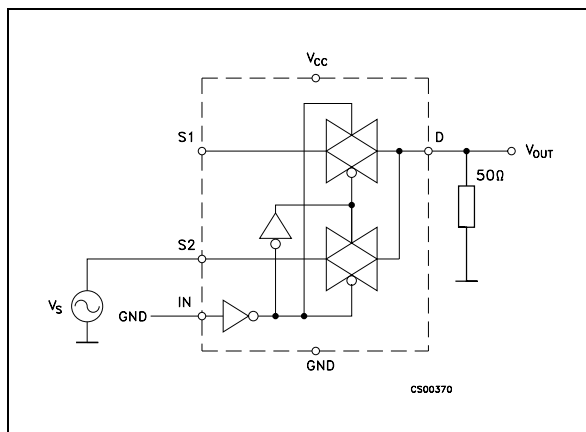 VCC
S1
D
VOUT
50Ω
S2
VS
IN
GND
GND
CS00370